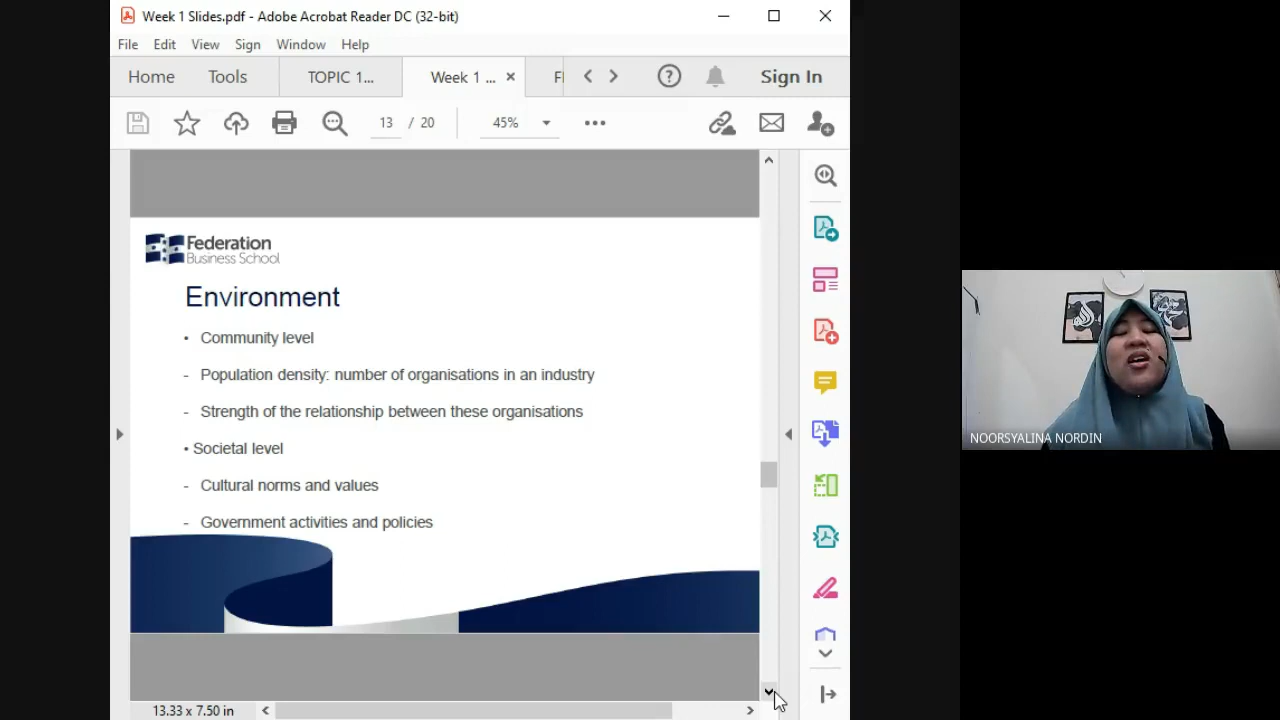 Week 1 Slides.pdf - Adobe Acrobat Reader DC (32-bit)
File Edit View Sign Window Help
Home Tools TOPIC 1... Week 1 ... Sign In
13 / 20 45%
Federation
Business School
Environment
• Community level
- Population density: number of organisations in an industry
- Strength of the relationship between these organisations
• Societal level
- Cultural norms and values
- Government activities and policies
13.33 x 7.50 in
NOORSYALINA NORDIN